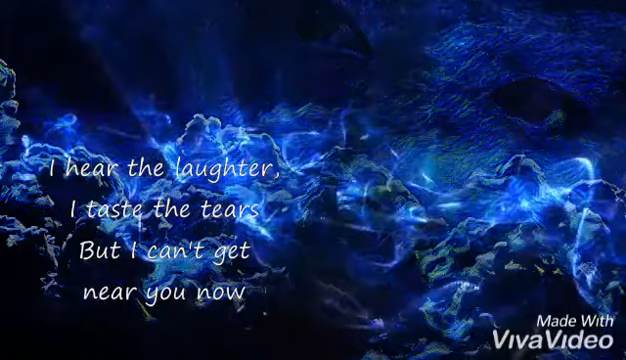 I hear the laughter,
I taste the tears
But I can't get
near you now
Made With
VivaVideo